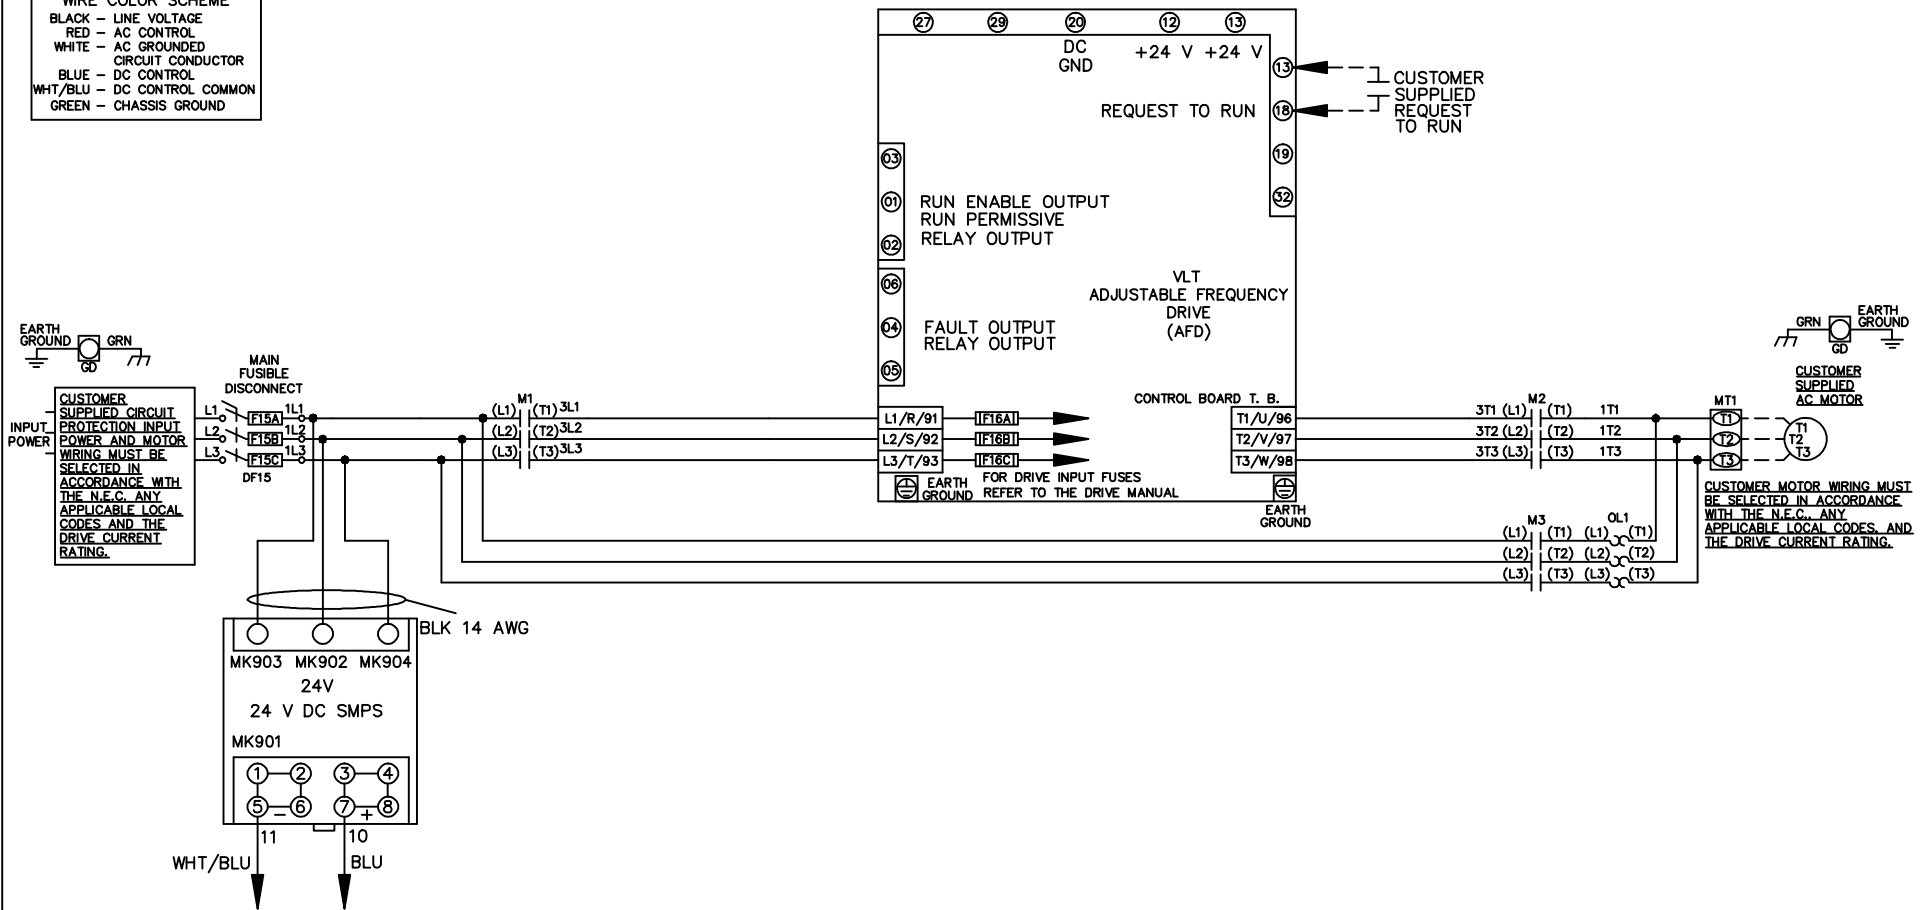 WIRE COLOR SCHEME
BLACK – LINE VOLTAGE
RED – AC CONTROL
WHITE – AC GROUNDED
CIRCUIT CONDUCTOR
BLUE – DC CONTROL
WHT/BLU – DC CONTROL COMMON
GREEN – CHASSIS GROUND
27 29 20 12 13
DC
GND
+24 V +24 V
13
REQUEST TO RUN 18
19
32
CUSTOMER
SUPPLIED
REQUEST
TO RUN
03
01
02
RUN ENABLE OUTPUT
RUN PERMISSIVE
RELAY OUTPUT
06
04
05
FAULT OUTPUT
RELAY OUTPUT
VLT
ADJUSTABLE FREQUENCY
DRIVE
(AFD)
CONTROL BOARD T. B.
L1/R/91 F16A T1/U/96
L2/S/92 F16B T2/V/97
L3/T/93 F16C T3/W/98
EARTH
GROUND
FOR DRIVE INPUT FUSES
REFER TO THE DRIVE MANUAL
EARTH
GROUND
EARTH
GROUND
GRN
GD
MAIN
FUSIBLE
DISCONNECT
INPUT
POWER
CUSTOMER
SUPPLIED CIRCUIT
PROTECTION INPUT
POWER AND MOTOR
WIRING MUST BE
SELECTED IN
ACCORDANCE WITH
THE N.E.C. ANY
APPLICABLE LOCAL
CODES AND THE
DRIVE CURRENT
RATING.
L1 F15A 1L1
L2 F15B 1L2
L3 F15C 1L3
DF15
M1
(L1) (T1) 3L1
(L2) (T2) 3L2
(L3) (T3) 3L3
M2
3T1 (L1) (T1) 1T1
3T2 (L2) (T2) 1T2
3T3 (L3) (T3) 1T3
M3 OL1
(L1) (T1) (L1) (T1)
(L2) (T2) (L2) (T2)
(L3) (T3) (L3) (T3)
MT1
T1
T2
T3
T1
T2
T3
GRN
GD
EARTH
GROUND
CUSTOMER
SUPPLIED
AC MOTOR
CUSTOMER MOTOR WIRING MUST
BE SELECTED IN ACCORDANCE
WITH THE N.E.C., ANY
APPLICABLE LOCAL CODES, AND
THE DRIVE CURRENT RATING.
BLK 14 AWG
MK903 MK902 MK904
24V
24 V DC SMPS
MK901
1 2 3 4
5 6 7 8
– +
11 10
WHT/BLU BLU